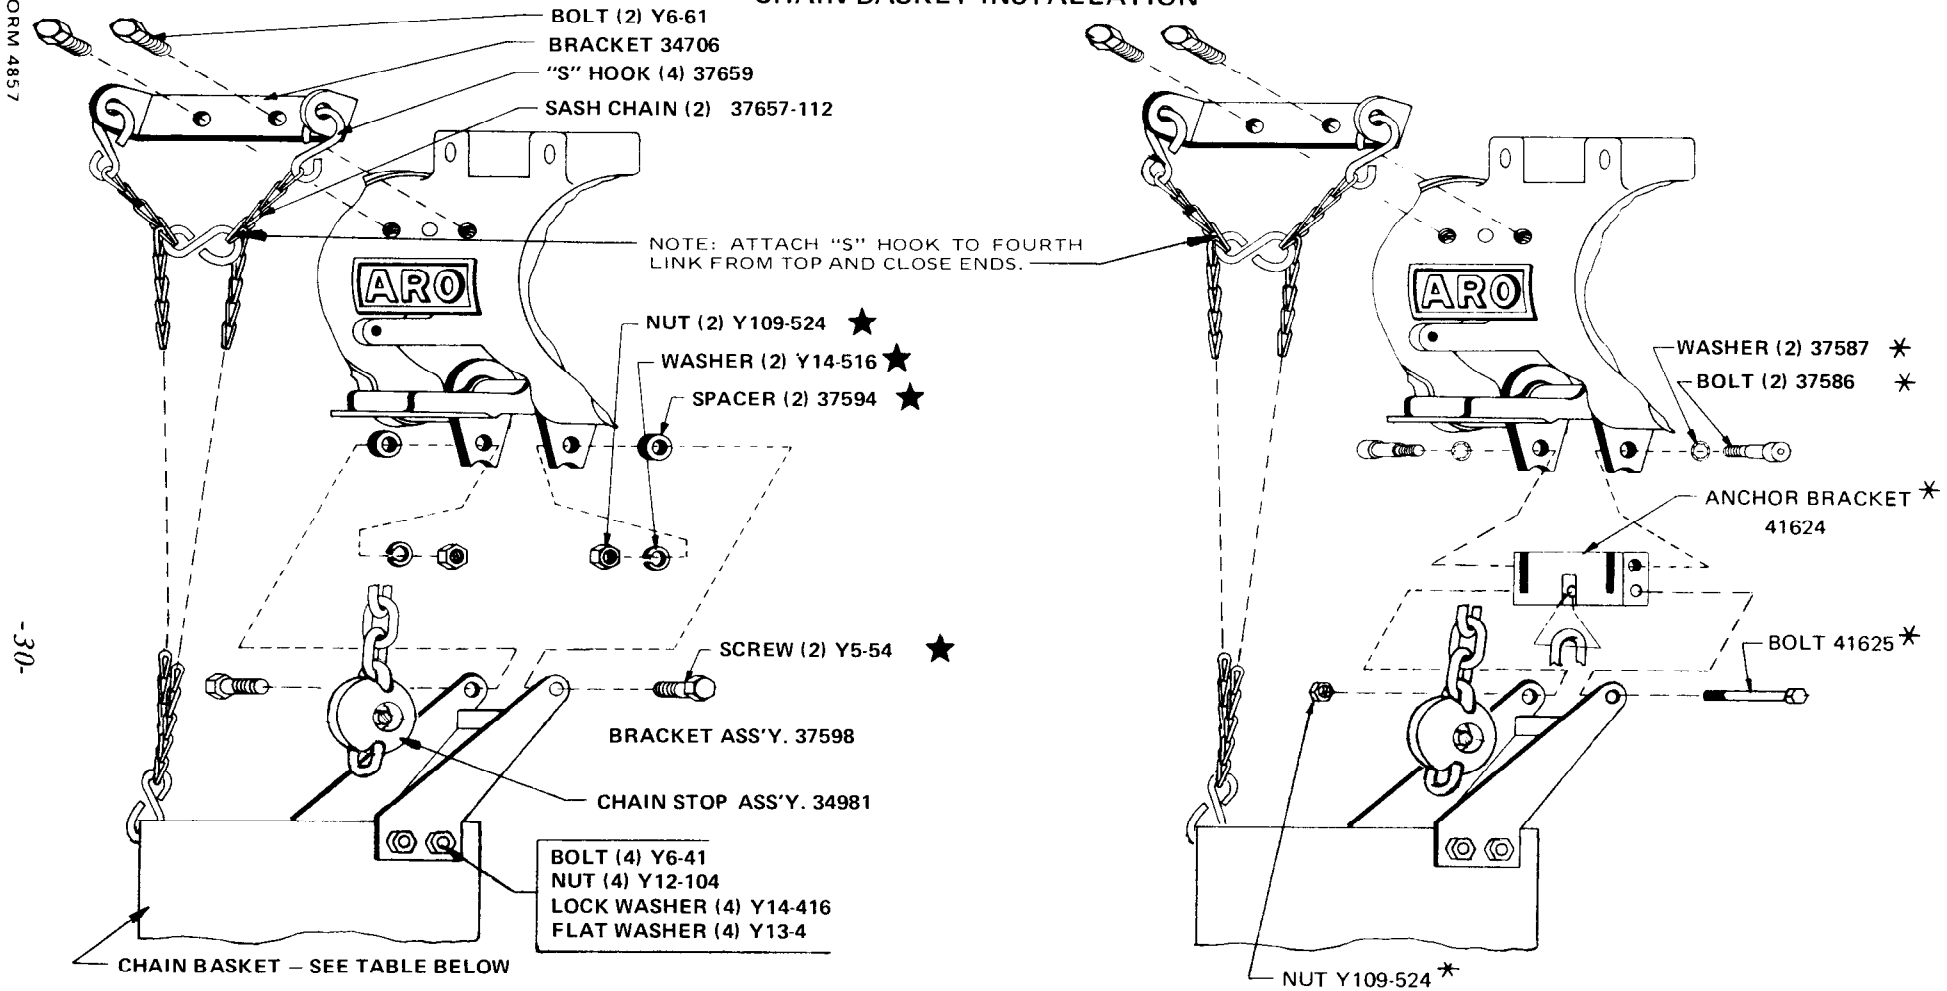 CHAIN BASKET INSTALLATION
ORM 4857
-30-
BOLT (2) Y6-61
BRACKET 34706
"S" HOOK (4) 37659
SASH CHAIN (2) 37657-112
NOTE: ATTACH "S" HOOK TO FOURTH
LINK FROM TOP AND CLOSE ENDS.
ARO
NUT (2) Y109-524 ★
WASHER (2) Y14-516 ★
SPACER (2) 37594 ★
SCREW (2) Y5-54 ★
BRACKET ASS'Y. 37598
CHAIN STOP ASS'Y. 34981
BOLT (4) Y6-41
NUT (4) Y12-104
LOCK WASHER (4) Y14-416
FLAT WASHER (4) Y13-4
CHAIN BASKET – SEE TABLE BELOW
ARO
WASHER (2) 37587 *
BOLT (2) 37586 *
ANCHOR BRACKET *
41624
BOLT 41625 *
NUT Y109-524 *